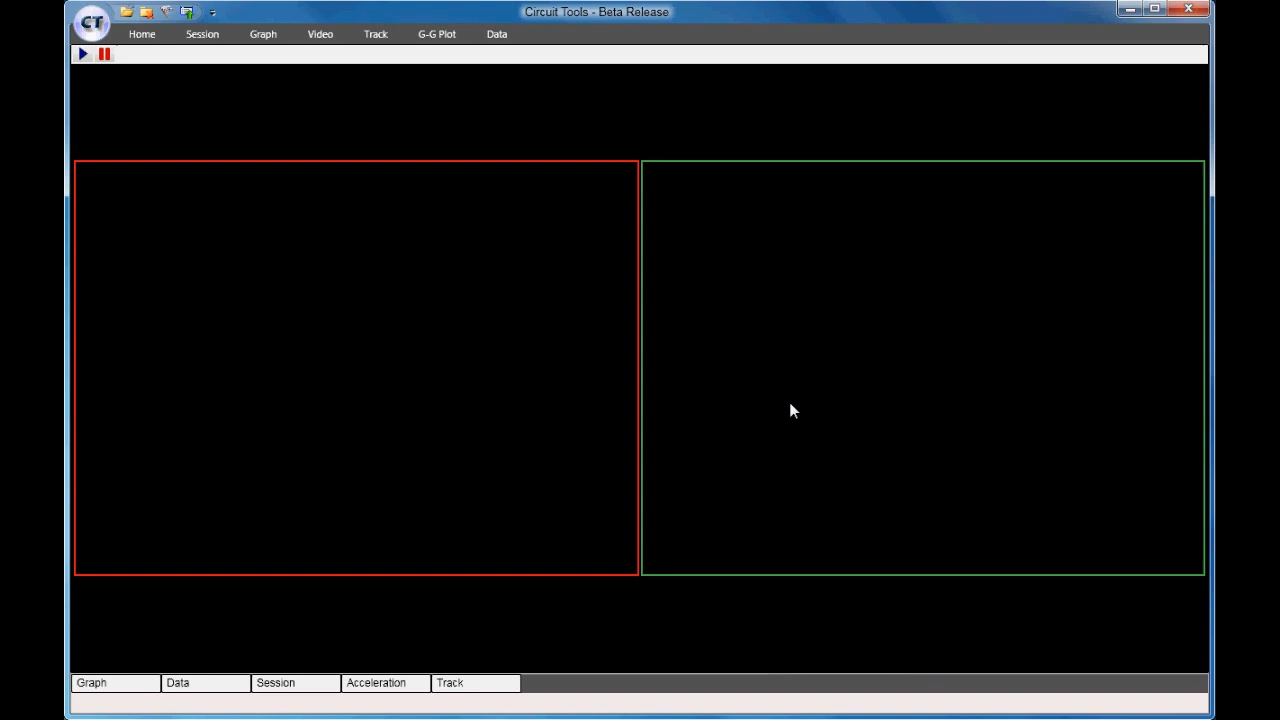 Circuit Tools - Beta Release
CT
Home Session Graph Video Track G-G Plot Data
Graph Data Session Acceleration Track